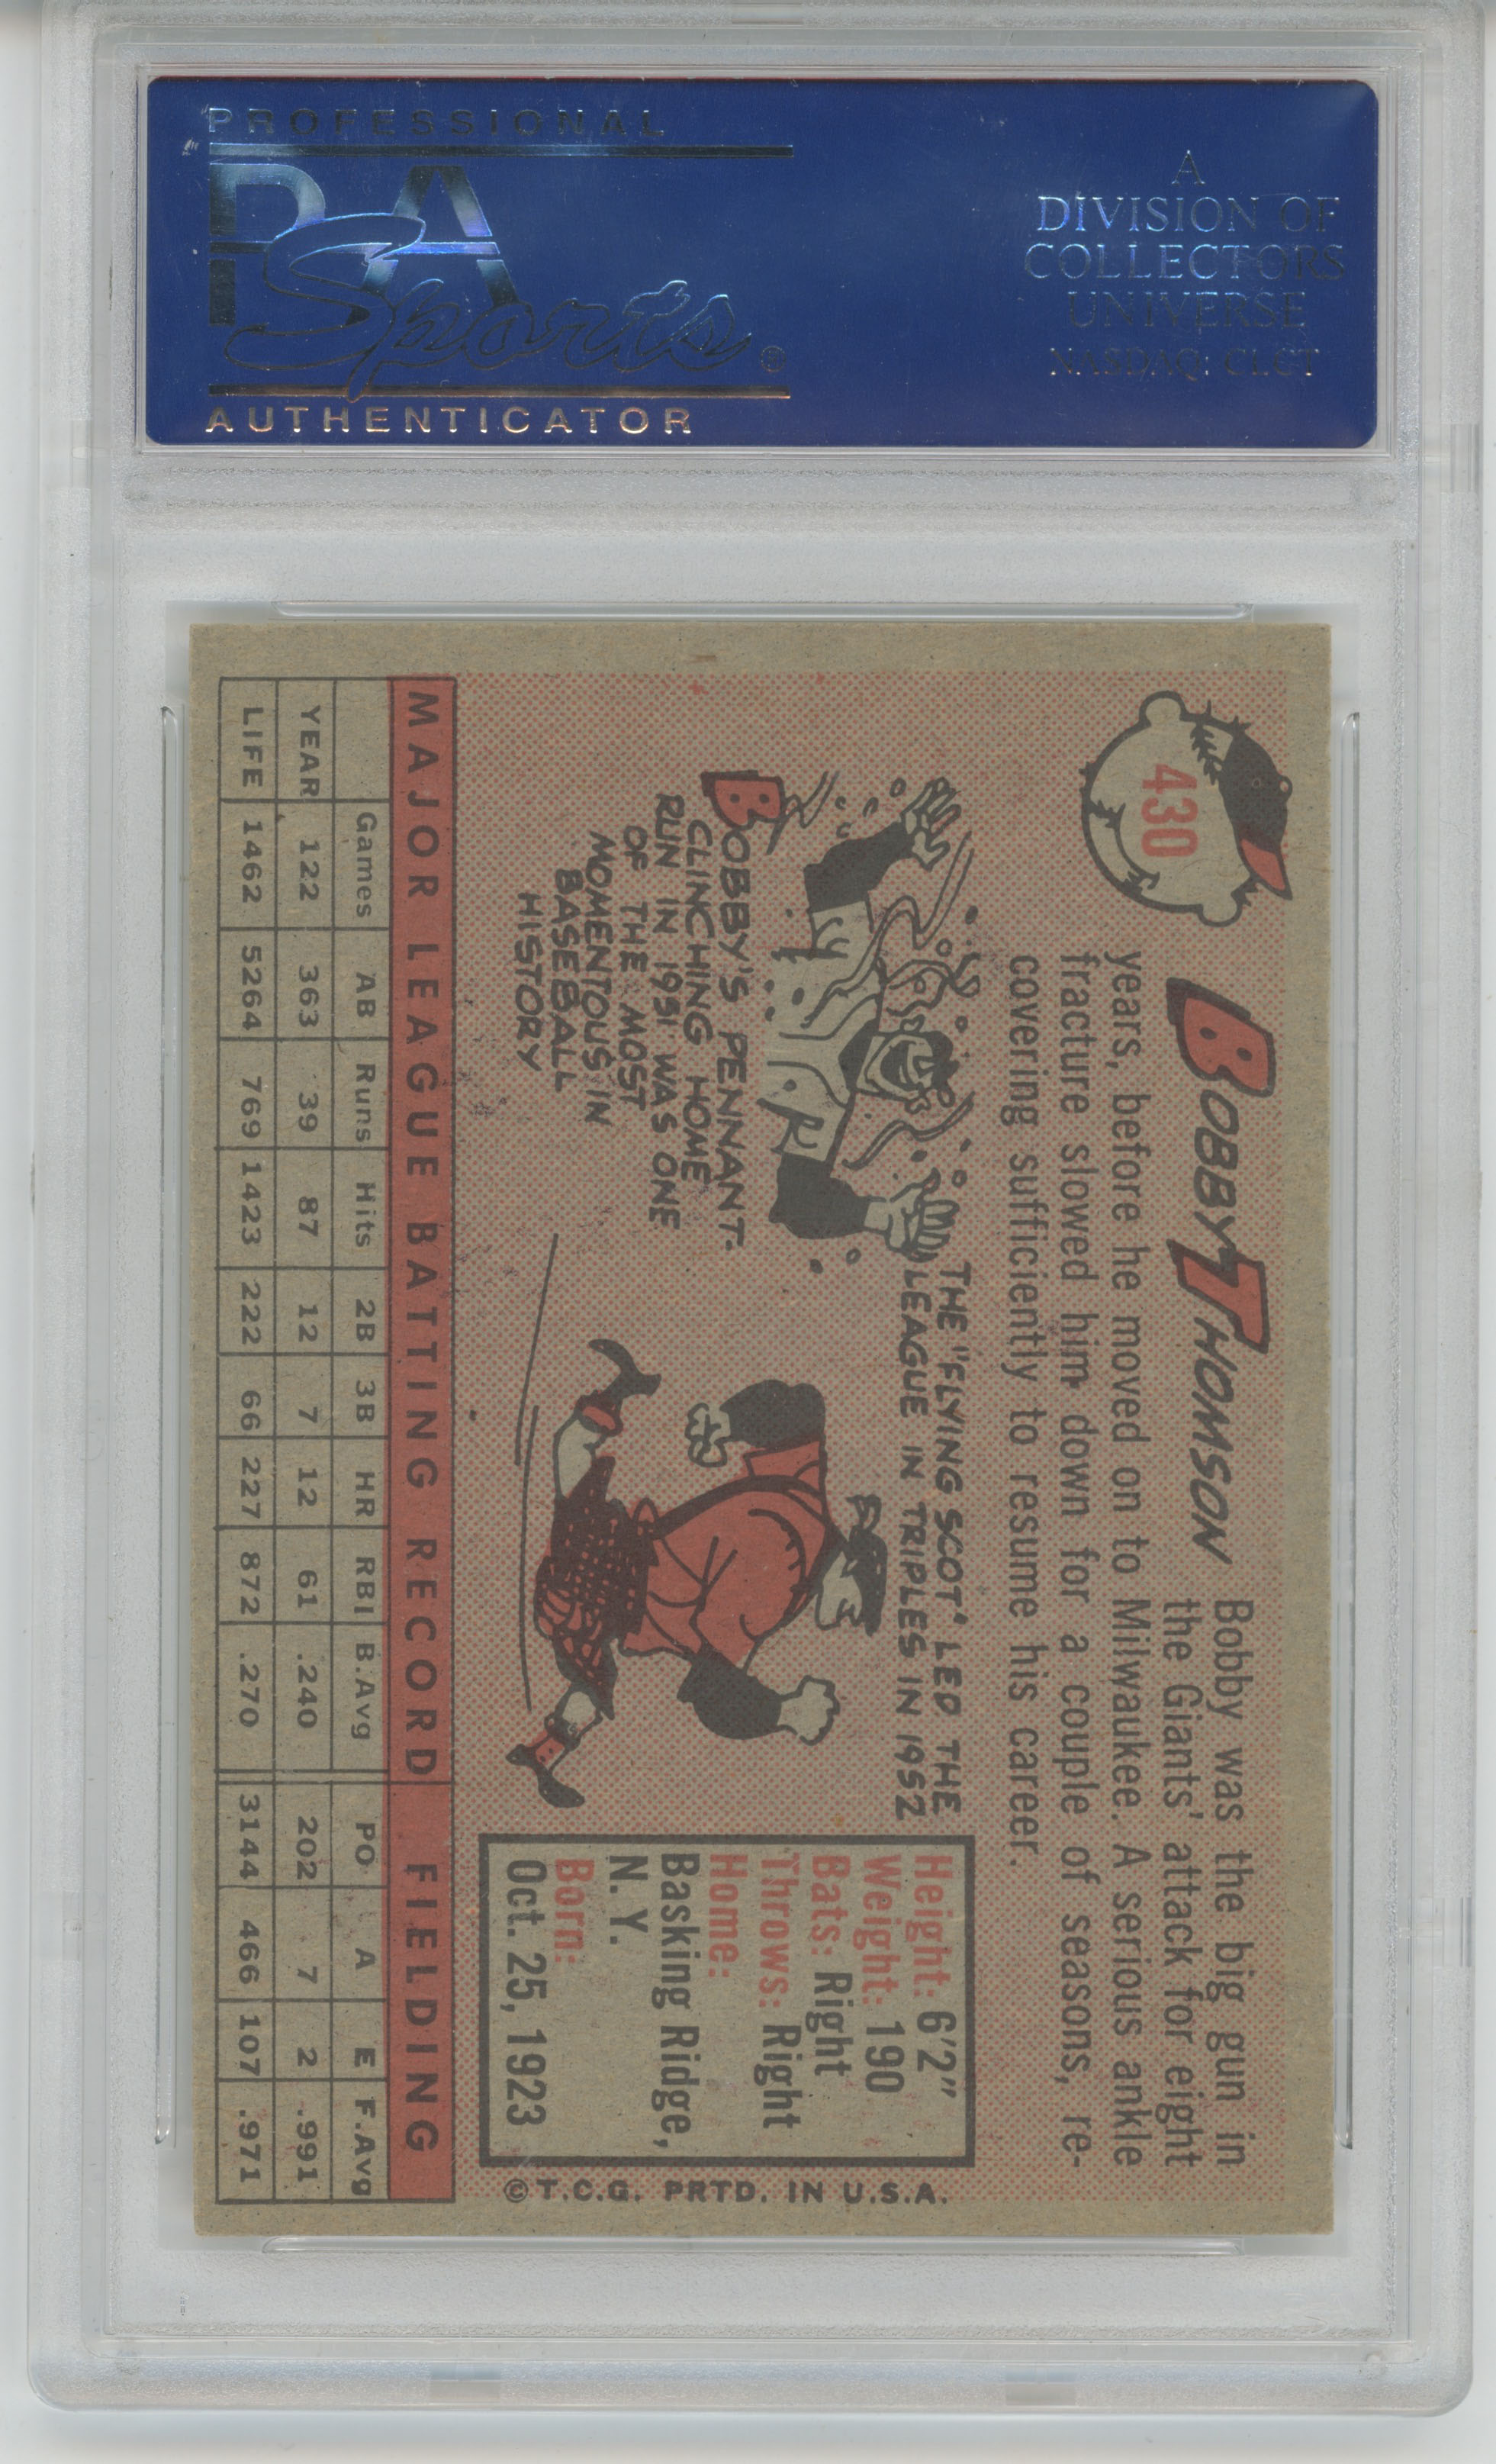 PROFESSIONAL
PSA
Sports®
AUTHENTICATOR
A
DIVISION OF
COLLECTORS
UNIVERSE
NASDAQ: CLCT
430
BOBBY THOMSON
Bobby was the big gun in
the Giants' attack for eight
years, before he moved on to Milwaukee. A serious ankle
fracture slowed him down for a couple of seasons, re-
covering sufficiently to resume his career.
BOBBY'S PENNANT-
CLINCHING HOME
RUN IN 1951 WAS ONE
OF THE MOST
MOMENTOUS IN
BASEBALL
HISTORY
THE "FLYING SCOT" LED THE
LEAGUE IN TRIPLES IN 1952
Height: 6'2"
Weight: 190
Bats: Right
Throws: Right
Home:
Basking Ridge,
N. Y.
Born:
Oct. 25, 1923
MAJOR LEAGUE BATTING RECORD FIELDING
Games AB Runs Hits 2B 3B HR RBI B.Avg PO A E F.Avg
YEAR 122 363 39 87 12 7 12 61 .240 202 7 2 .991
LIFE 1462 5264 769 1423 222 66 227 872 .270 3144 466 107 .971
©T.C.G. PRTD. IN U.S.A.